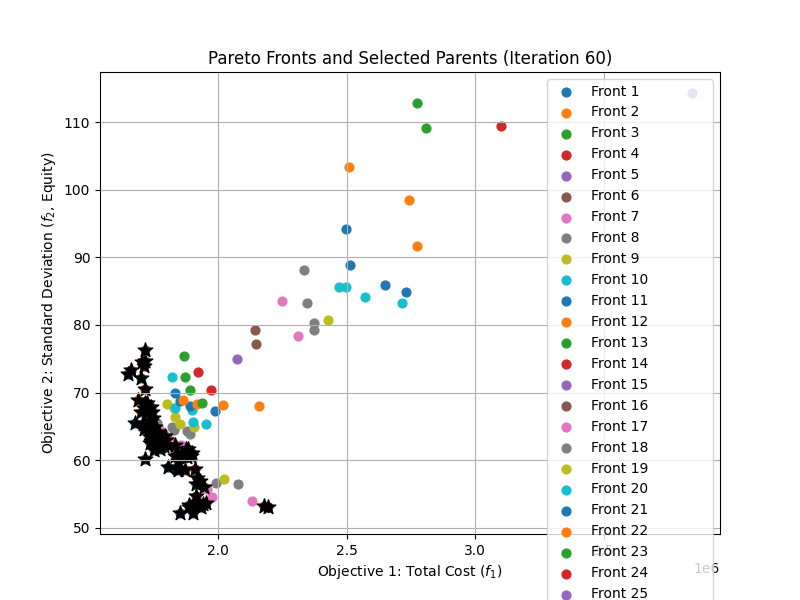 Pareto Fronts and Selected Parents (Iteration 60)
Objective 2: Standard Deviation (f₂, Equity)
110
100
90
80
70
60
50
2.0
2.5
3.0
1e6
Objective 1: Total Cost (f₁)
Front 1
Front 2
Front 3
Front 4
Front 5
Front 6
Front 7
Front 8
Front 9
Front 10
Front 11
Front 12
Front 13
Front 14
Front 15
Front 16
Front 17
Front 18
Front 19
Front 20
Front 21
Front 22
Front 23
Front 24
Front 25